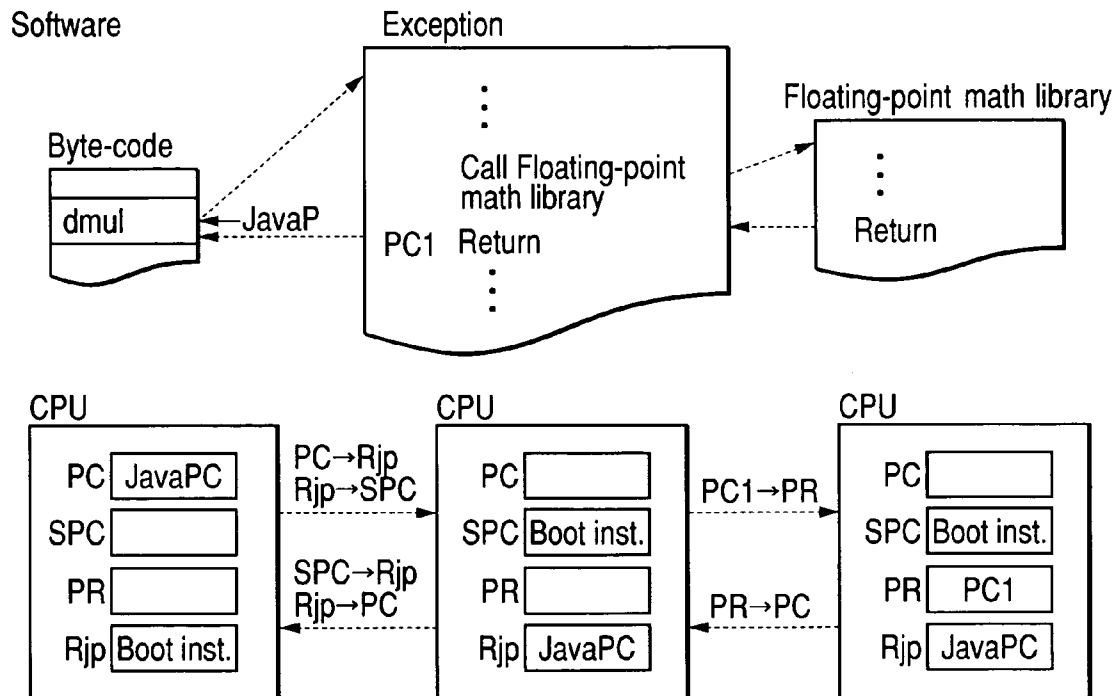 Software
Exception
Floating-point math library
Byte-code
dmul
JavaP
Call Floating-point
math library
PC1 Return
Return
CPU
PC JavaPC
SPC
PR
Rjp Boot inst.
PC→Rjp
Rjp→SPC
SPC→Rjp
Rjp→PC
CPU
PC
SPC Boot inst.
PR
Rjp JavaPC
PC1→PR
PR→PC
CPU
PC
SPC Boot inst.
PR PC1
Rjp JavaPC